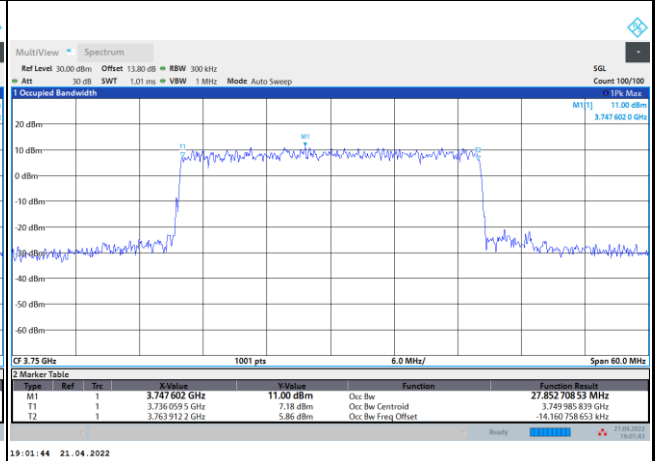 MultiView Spectrum
Ref Level 30.00 dBm Offset 13.80 dB RBW 300 kHz SGL
Att 30 dB SWT 1.01 ms VBW 1 MHz Mode Auto Sweep Count 100/100
1 Occupied Bandwidth 1Pk Max
M1[1] 11.00 dBm
3.747 602 0 GHz
20 dBm
M1
T1 T2
10 dBm
0 dBm
-10 dBm
-20 dBm
-30 dBm
-40 dBm
-50 dBm
-60 dBm
CF 3.75 GHz 1001 pts 6.0 MHz/ Span 60.0 MHz
2 Marker Table
Type Ref Trc X-Value Y-Value Function Function Result
M1 1 3.747 602 GHz 11.00 dBm Occ Bw 27.852 708 53 MHz
T1 1 3.736 059 5 GHz 7.18 dBm Occ Bw Centroid 3.749 985 839 GHz
T2 1 3.763 912 2 GHz 5.86 dBm Occ Bw Freq Offset -14.160 758 653 kHz
Ready 21.04.2022
19:01:43
19:01:44 21.04.2022